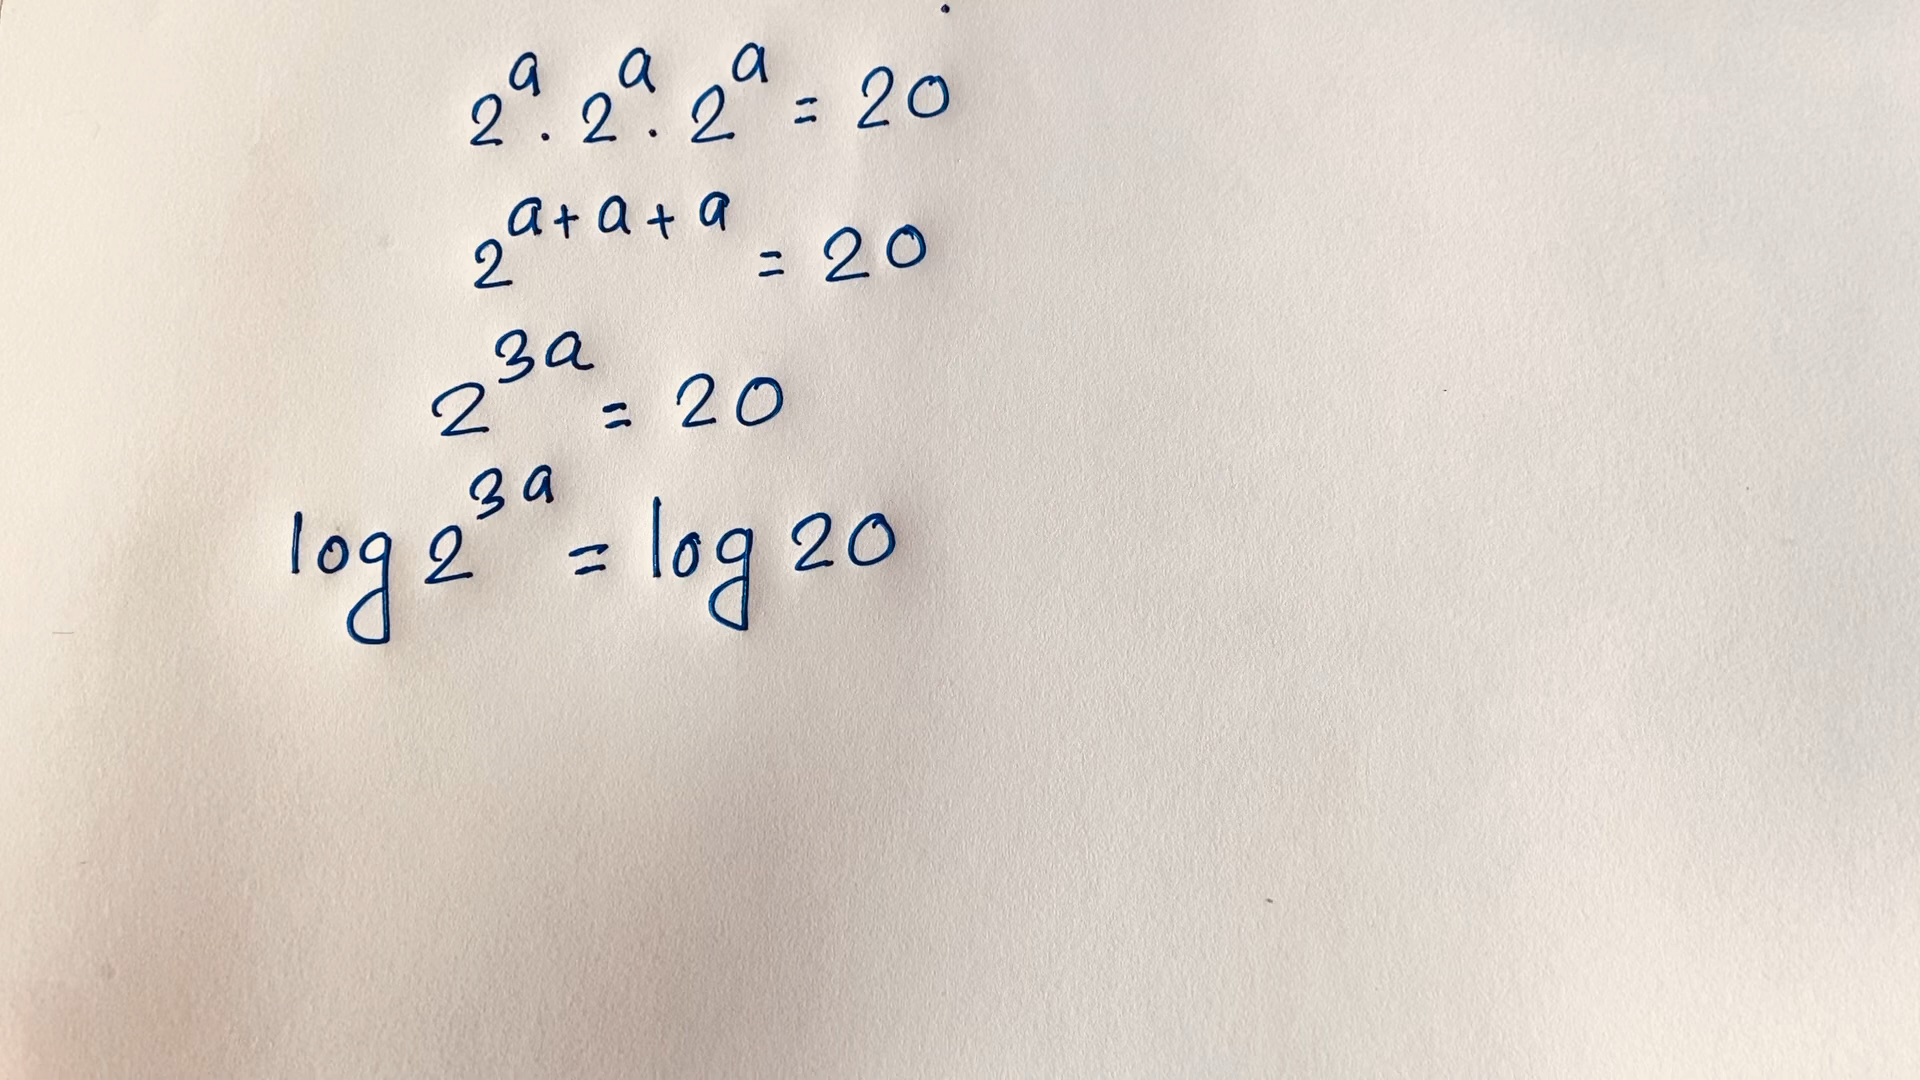 2^a . 2^a . 2^a = 20
2^{a+a+a} = 20
2^{3a} = 20
log 2^{3a} = log 20